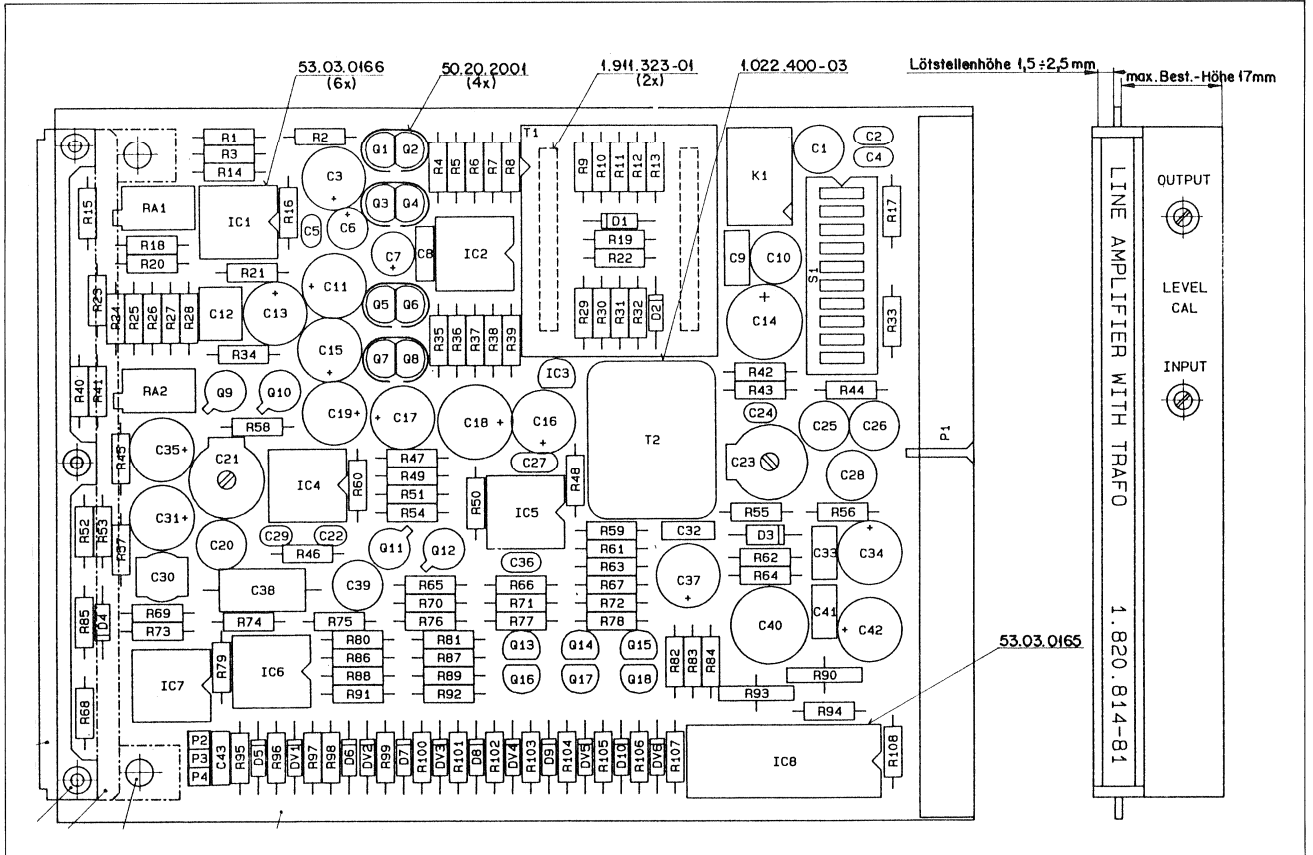 53.03.0166
(6x)
50.20.2001
(4x)
1.911.323-01
(2x)
1.022.400-03
Lötstellenhöhe 1,5÷2,5 mm
max. Best.-Höhe 17mm
R1 R2 Q1 Q2 T1 C1 C2
R3 C4
R14 C3 R4 R5 R6 R7 R8 R9 R10 R11 R12 R13 K1
R15 RA1 IC1 R16 Q3 Q4 R17
C5 C6 D1
R18 C7 C8 IC2 R19 C9 C10 S1
R20 R22
R21 C11
R23 R24 R25 R26 R27 R28 C12 C13 Q5 Q6 R29 R30 R31 R32 D2 C14 R33
R34 C15 Q7 Q8 R35 R36 R37 R38 R39
IC3 R42
R40 R41 RA2 Q9 Q10 R43 R44
C19 C17 C18 C16 C24
R58 C25 C26
R45 C35 C21 T2 P1
R47 C27 C23
R49 R48 C28
IC4 R60 R51 R50 IC5
R54 R55 R56
R52 R53 R57 C31 C20 C29 C22 R59 C32 D3 C33 C34
R46 Q11 Q12 R61 R62
C30 C36 R63 C37 R64
C38 C39 R65 R66 R67
R85 D4 R69 R70 R71 R72 C40 C41 C42
R73 R74 R75 R76 R77 R78
R80 R81 Q13 Q14 Q15 R82 R83 R84
IC7 R79 IC6 R86 R87
R88 R89 Q16 Q17 Q18 R90
R68 R91 R92 R93
R94
53.03.0165
P2
P3
P4
C43 R95 D5 R96 DV1 R97 R98 D6 DV2 R99 D7 R100 DV3 R101 D8 R102 DV4 R103 D9 R104 DV5 R105 D10 R106 DV6 R107 IC8 R108
LINE AMPLIFIER WITH TRAFO 1.820.814-81
OUTPUT
LEVEL
CAL
INPUT